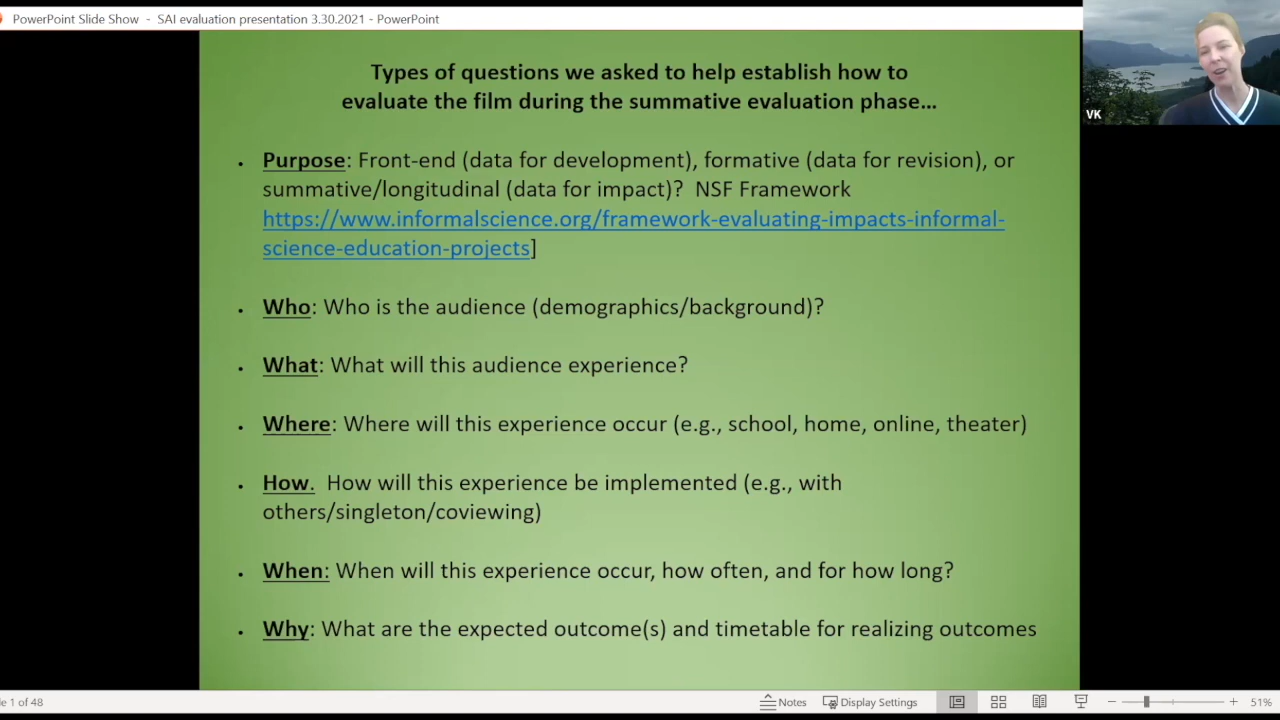 PowerPoint Slide Show - SAI evaluation presentation 3.30.2021 - PowerPoint
VK
Types of questions we asked to help establish how to
evaluate the film during the summative evaluation phase…
• Purpose: Front-end (data for development), formative (data for revision), or
summative/longitudinal (data for impact)? NSF Framework
https://www.informalscience.org/framework-evaluating-impacts-informal-
science-education-projects]
• Who: Who is the audience (demographics/background)?
• What: What will this audience experience?
• Where: Where will this experience occur (e.g., school, home, online, theater)
• How. How will this experience be implemented (e.g., with
others/singleton/coviewing)
• When: When will this experience occur, how often, and for how long?
• Why: What are the expected outcome(s) and timetable for realizing outcomes
le 1 of 48 Notes Display Settings 51%